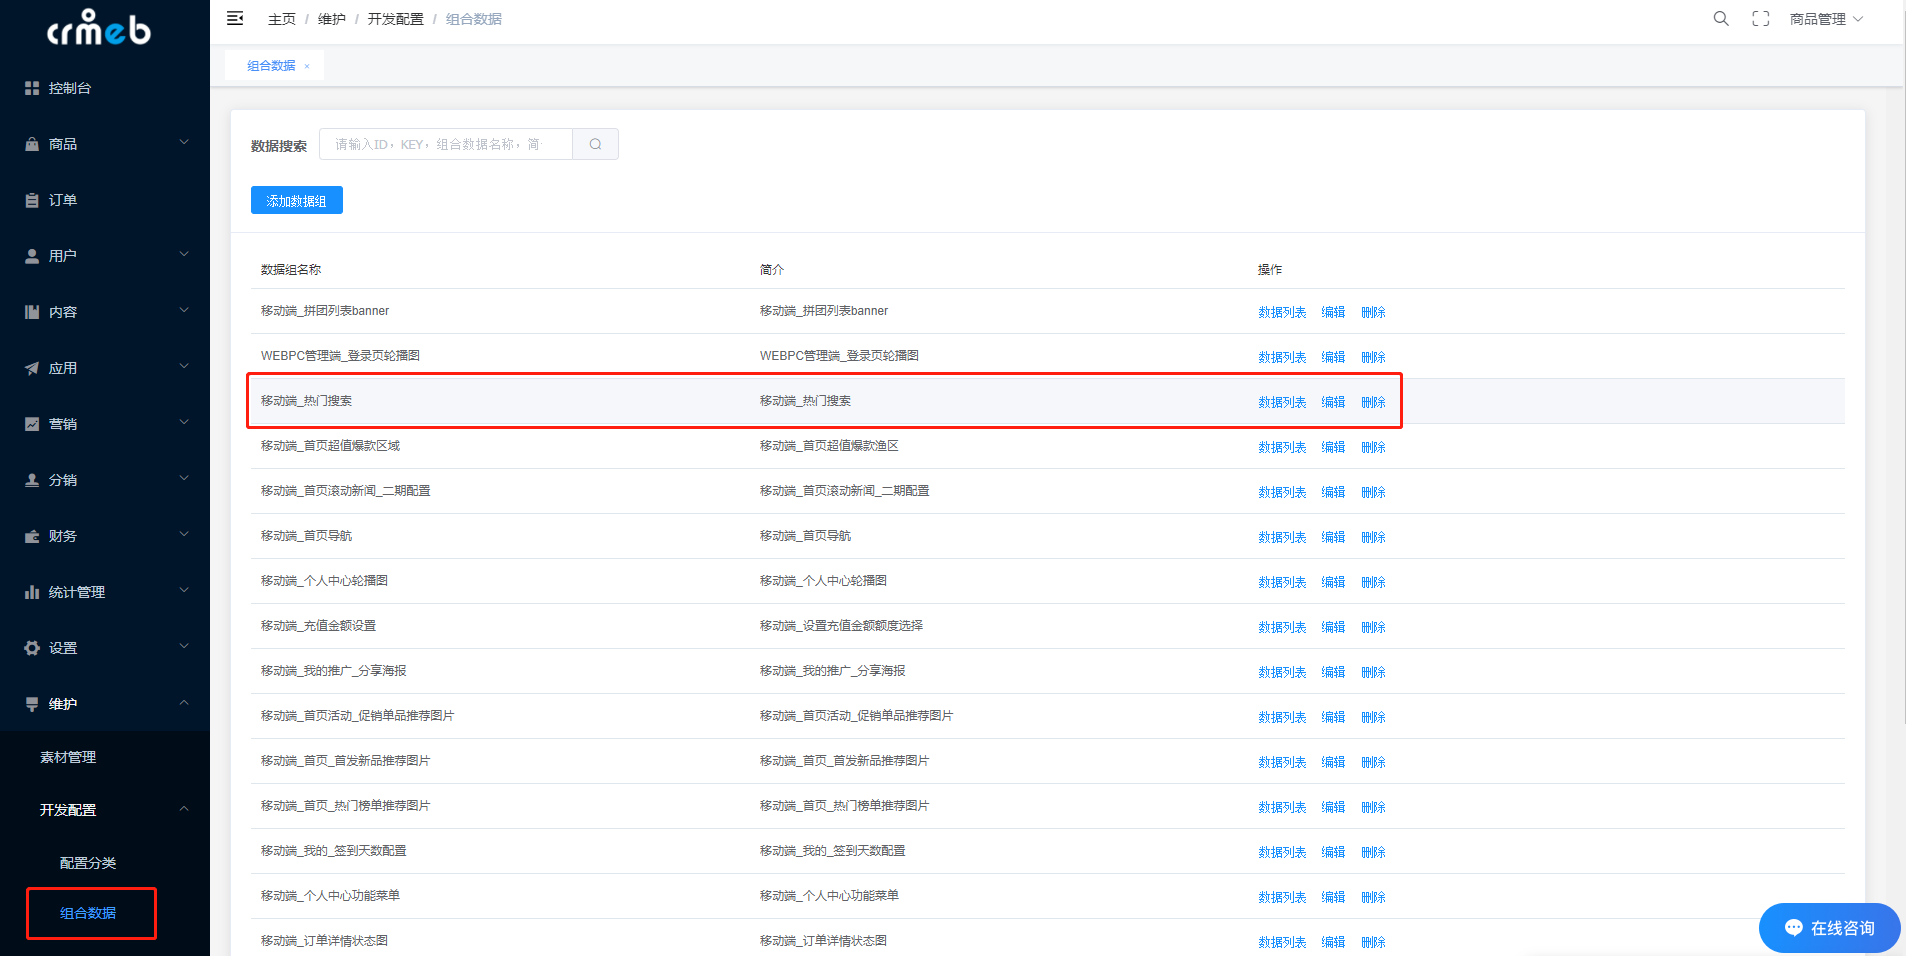 crmeb
主页 / 维护 / 开发配置 / 组合数据
商品管理
组合数据 ×
控制台
商品
订单
用户
内容
应用
营销
分销
财务
统计管理
设置
维护
素材管理
开发配置
配置分类
组合数据
数据搜索 请输入ID，KEY，组合数据名称，简
添加数据组
数据组名称 简介 操作
移动端_拼团列表banner 移动端_拼团列表banner 数据列表 编辑 删除
WEBPC管理端_登录页轮播图 WEBPC管理端_登录页轮播图 数据列表 编辑 删除
移动端_热门搜索 移动端_热门搜索 数据列表 编辑 删除
移动端_首页超值爆款区域 移动端_首页超值爆款渔区 数据列表 编辑 删除
移动端_首页滚动新闻_二期配置 移动端_首页滚动新闻_二期配置 数据列表 编辑 删除
移动端_首页导航 移动端_首页导航 数据列表 编辑 删除
移动端_个人中心轮播图 移动端_个人中心轮播图 数据列表 编辑 删除
移动端_充值金额设置 移动端_设置充值金额额度选择 数据列表 编辑 删除
移动端_我的推广_分享海报 移动端_我的推广_分享海报 数据列表 编辑 删除
移动端_首页活动_促销单品推荐图片 移动端_首页活动_促销单品推荐图片 数据列表 编辑 删除
移动端_首页_首发新品推荐图片 移动端_首页_首发新品推荐图片 数据列表 编辑 删除
移动端_首页_热门榜单推荐图片 移动端_首页_热门榜单推荐图片 数据列表 编辑 删除
移动端_我的_签到天数配置 移动端_我的_签到天数配置 数据列表 编辑 删除
移动端_个人中心功能菜单 移动端_个人中心功能菜单 数据列表 编辑 删除
移动端_订单详情状态图 移动端_订单详情状态图 数据列表 编辑 删除
在线咨询